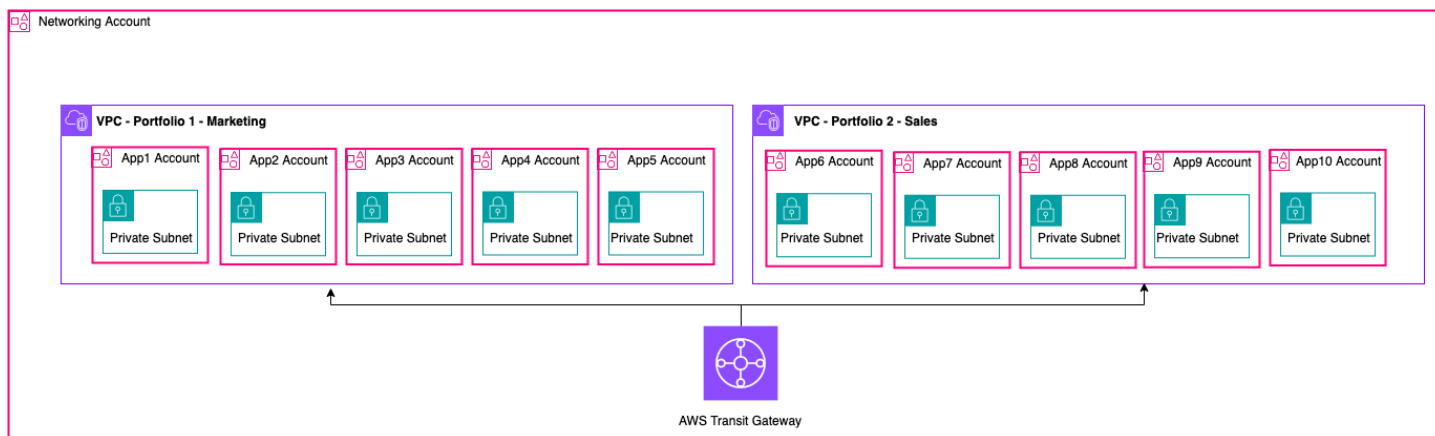 Networking Account
VPC - Portfolio 1 - Marketing
App1 Account
App2 Account
App3 Account
App4 Account
App5 Account
Private Subnet
Private Subnet
Private Subnet
Private Subnet
Private Subnet
VPC - Portfolio 2 - Sales
App6 Account
App7 Account
App8 Account
App9 Account
App10 Account
Private Subnet
Private Subnet
Private Subnet
Private Subnet
Private Subnet
AWS Transit Gateway